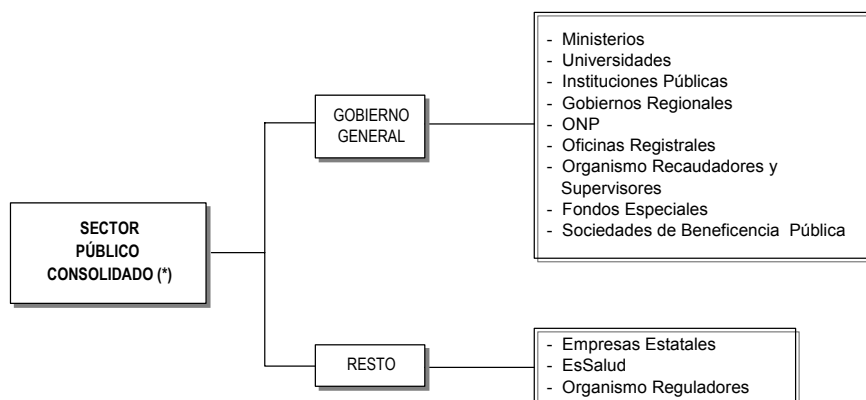 SECTOR
PÚBLICO
CONSOLIDADO (*)
GOBIERNO
GENERAL
- Ministerios
- Universidades
- Instituciones Públicas
- Gobiernos Regionales
- ONP
- Oficinas Registrales
- Organismo Recaudadores y
Supervisores
- Fondos Especiales
- Sociedades de Beneficencia Pública
RESTO
- Empresas Estatales
- EsSalud
- Organismo Reguladores